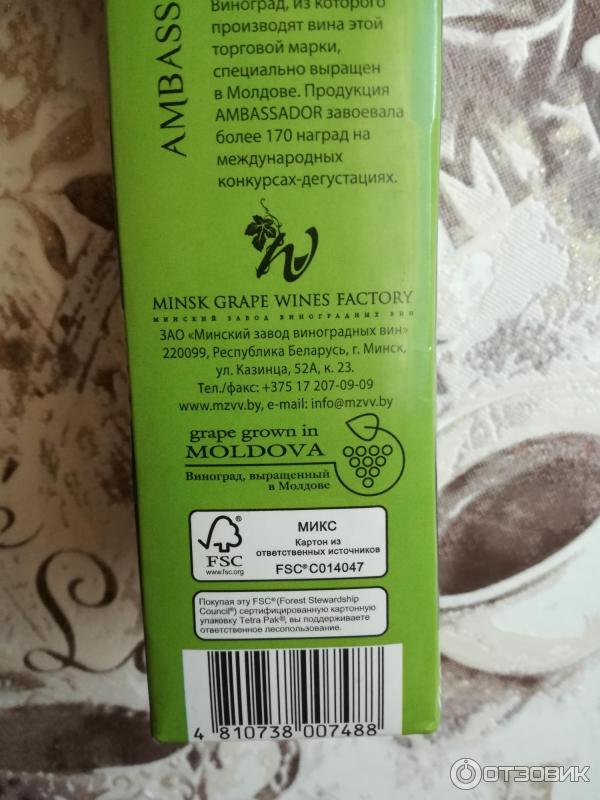 AMBASS
Виноград, из которого
производят вина этой
торговой марки,
специально выращен
в Молдове. Продукция
AMBASSADOR завоевала
более 170 наград на
международных
конкурсах-дегустациях.
MINSK GRAPE WINES FACTORY
МИНСКИЙ ЗАВОД ВИНОГРАДНЫХ ВИН
ЗАО «Минский завод виноградных вин»
220099, Республика Беларусь, г. Минск,
ул. Казинца, 52А, к. 23.
Тел./факс: +375 17 207-09-09
www.mzvv.by, e-mail: info@mzvv.by
grape grown in
MOLDOVA
Виноград, выращенный
в Молдове
FSC
www.fsc.org
МИКС
Картон из
ответственных источников
FSC® C014047
Покупая эту FSC® (Forest Stewardship
Council®) сертифицированную картонную
упаковку Tetra Pak®, вы поддерживаете
ответственное лесопользование.
4 810738 007488
ОТЗОВИК